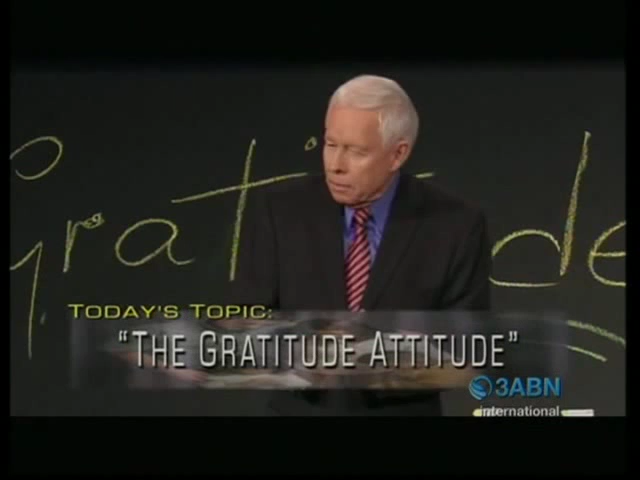 Gratitude
TODAY'S TOPIC:
"THE GRATITUDE ATTITUDE"
3ABN
international